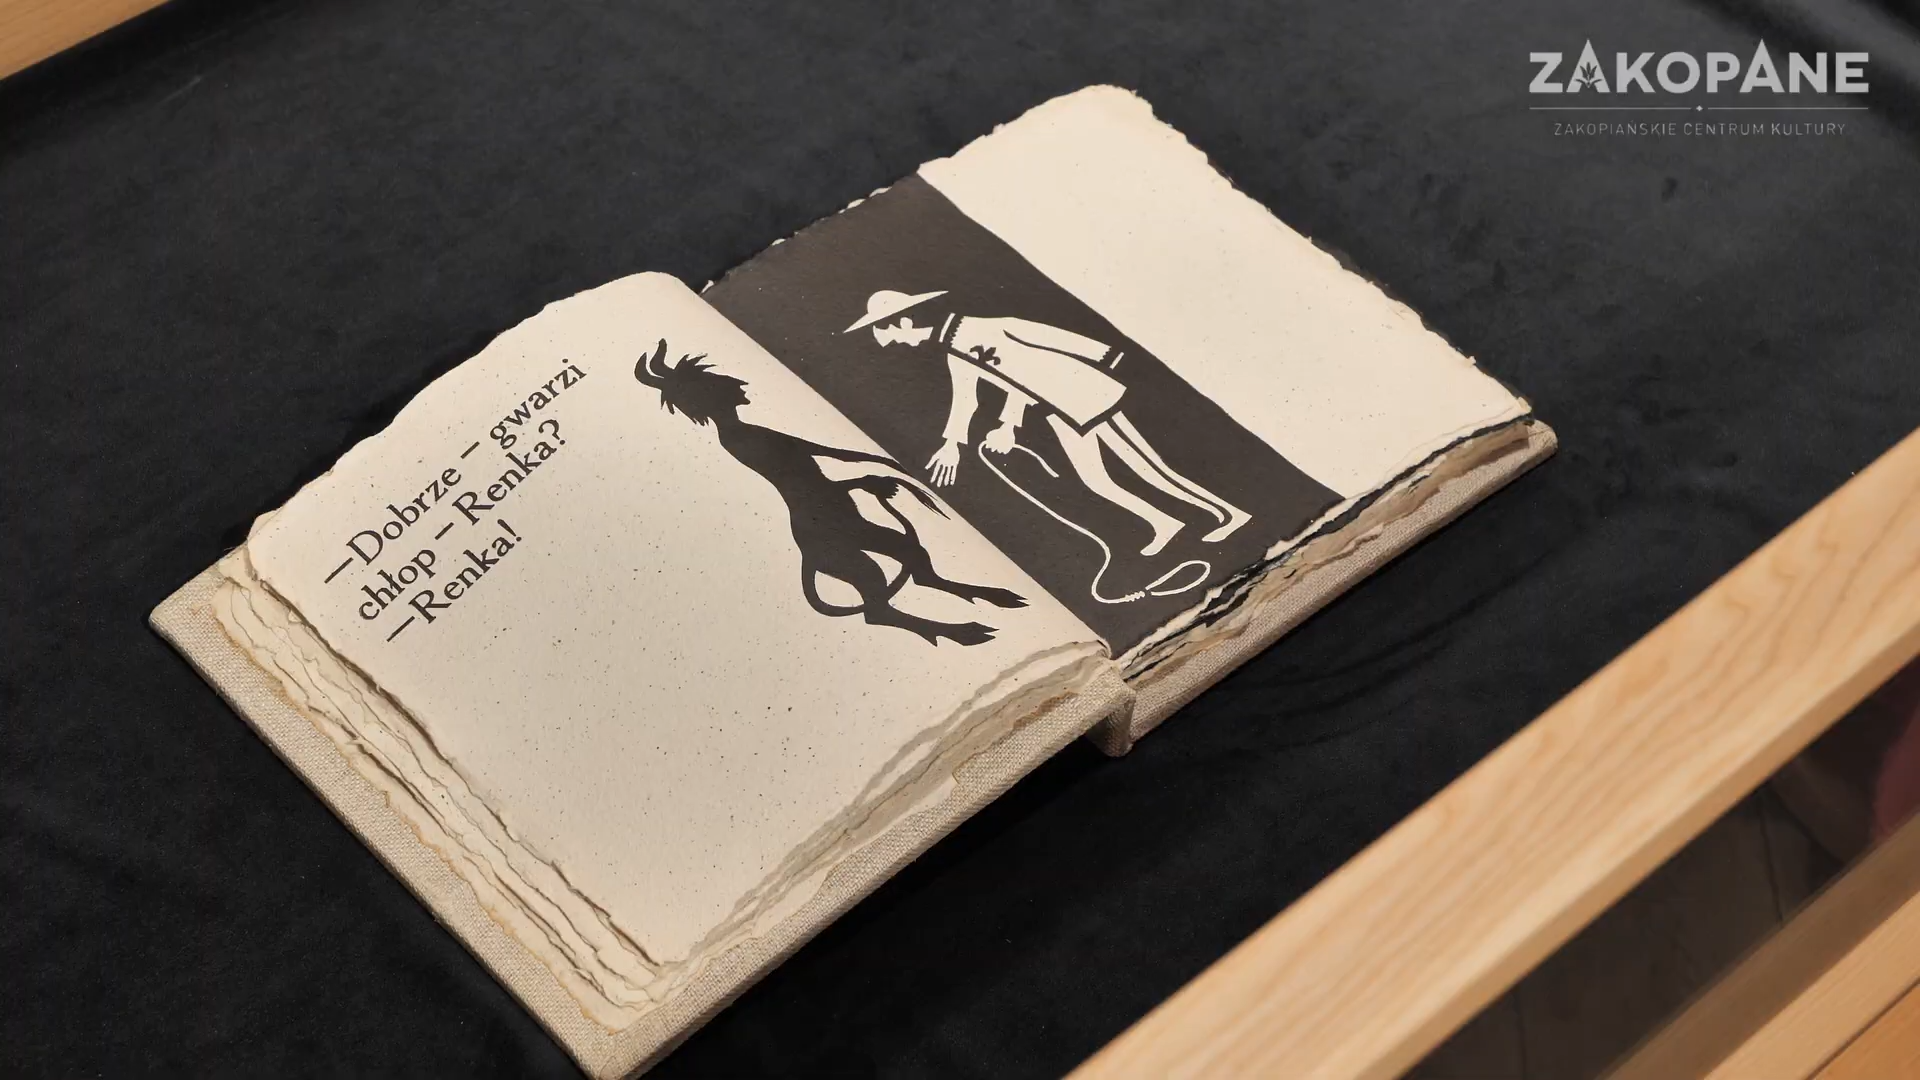 —Dobrze — gwarzi
chłop — Renka?
—Renka!
ZAKOPANE
ZAKOPIAŃSKIE CENTRUM KULTURY